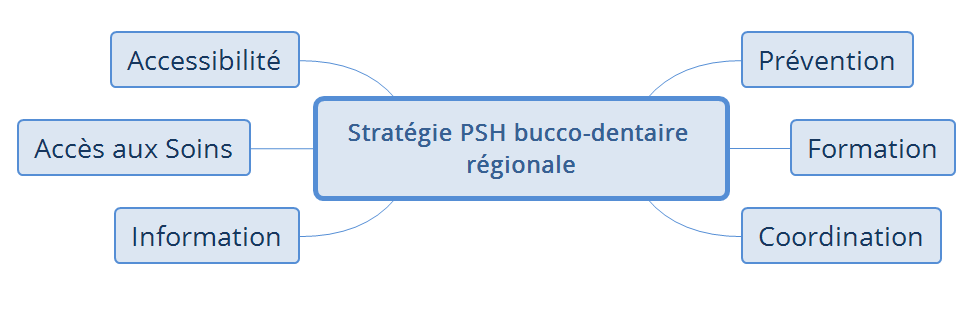 Accessibilité
Accès aux Soins
Information
Stratégie PSH bucco-dentaire
régionale
Prévention
Formation
Coordination